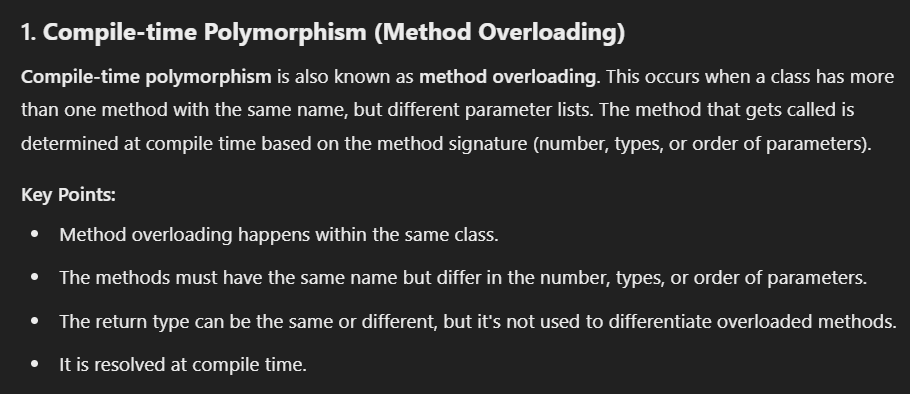 1. Compile-time Polymorphism (Method Overloading)
Compile-time polymorphism is also known as method overloading. This occurs when a class has more
than one method with the same name, but different parameter lists. The method that gets called is
determined at compile time based on the method signature (number, types, or order of parameters).
Key Points:
• Method overloading happens within the same class.
• The methods must have the same name but differ in the number, types, or order of parameters.
• The return type can be the same or different, but it's not used to differentiate overloaded methods.
• It is resolved at compile time.